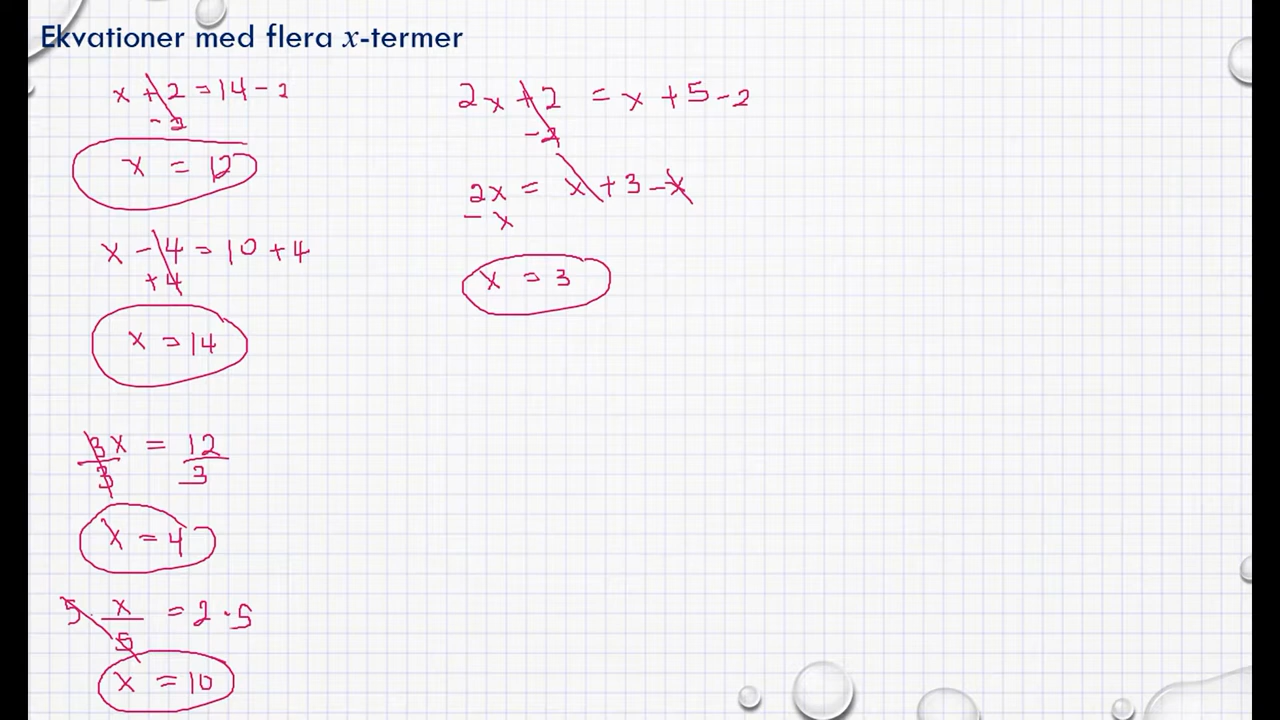 Ekvationer med flera x-termer
x + 2 = 14 - 2
- 2
x = 12
x - 4 = 10 + 4
+ 4
x = 14
3x = 12
3 3
x = 4
5 · x = 2 · 5
5
x = 10
2x + 2 = x + 5 - 2
- 2
2x = x + 3 - x
- x
x = 3